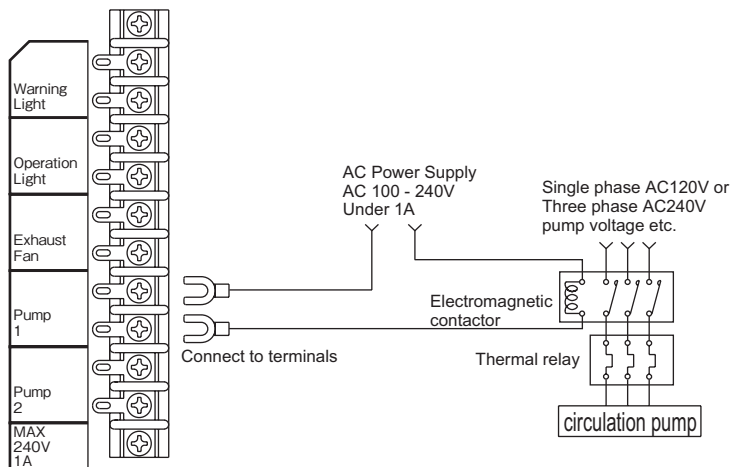 Warning
Light
Operation
Light
Exhaust
Fan
Pump
1
Pump
2
MAX
240V
1A
Connect to terminals
AC Power Supply
AC 100 - 240V
Under 1A
Single phase AC120V or
Three phase AC240V
pump voltage etc.
Electromagnetic
contactor
Thermal relay
circulation pump